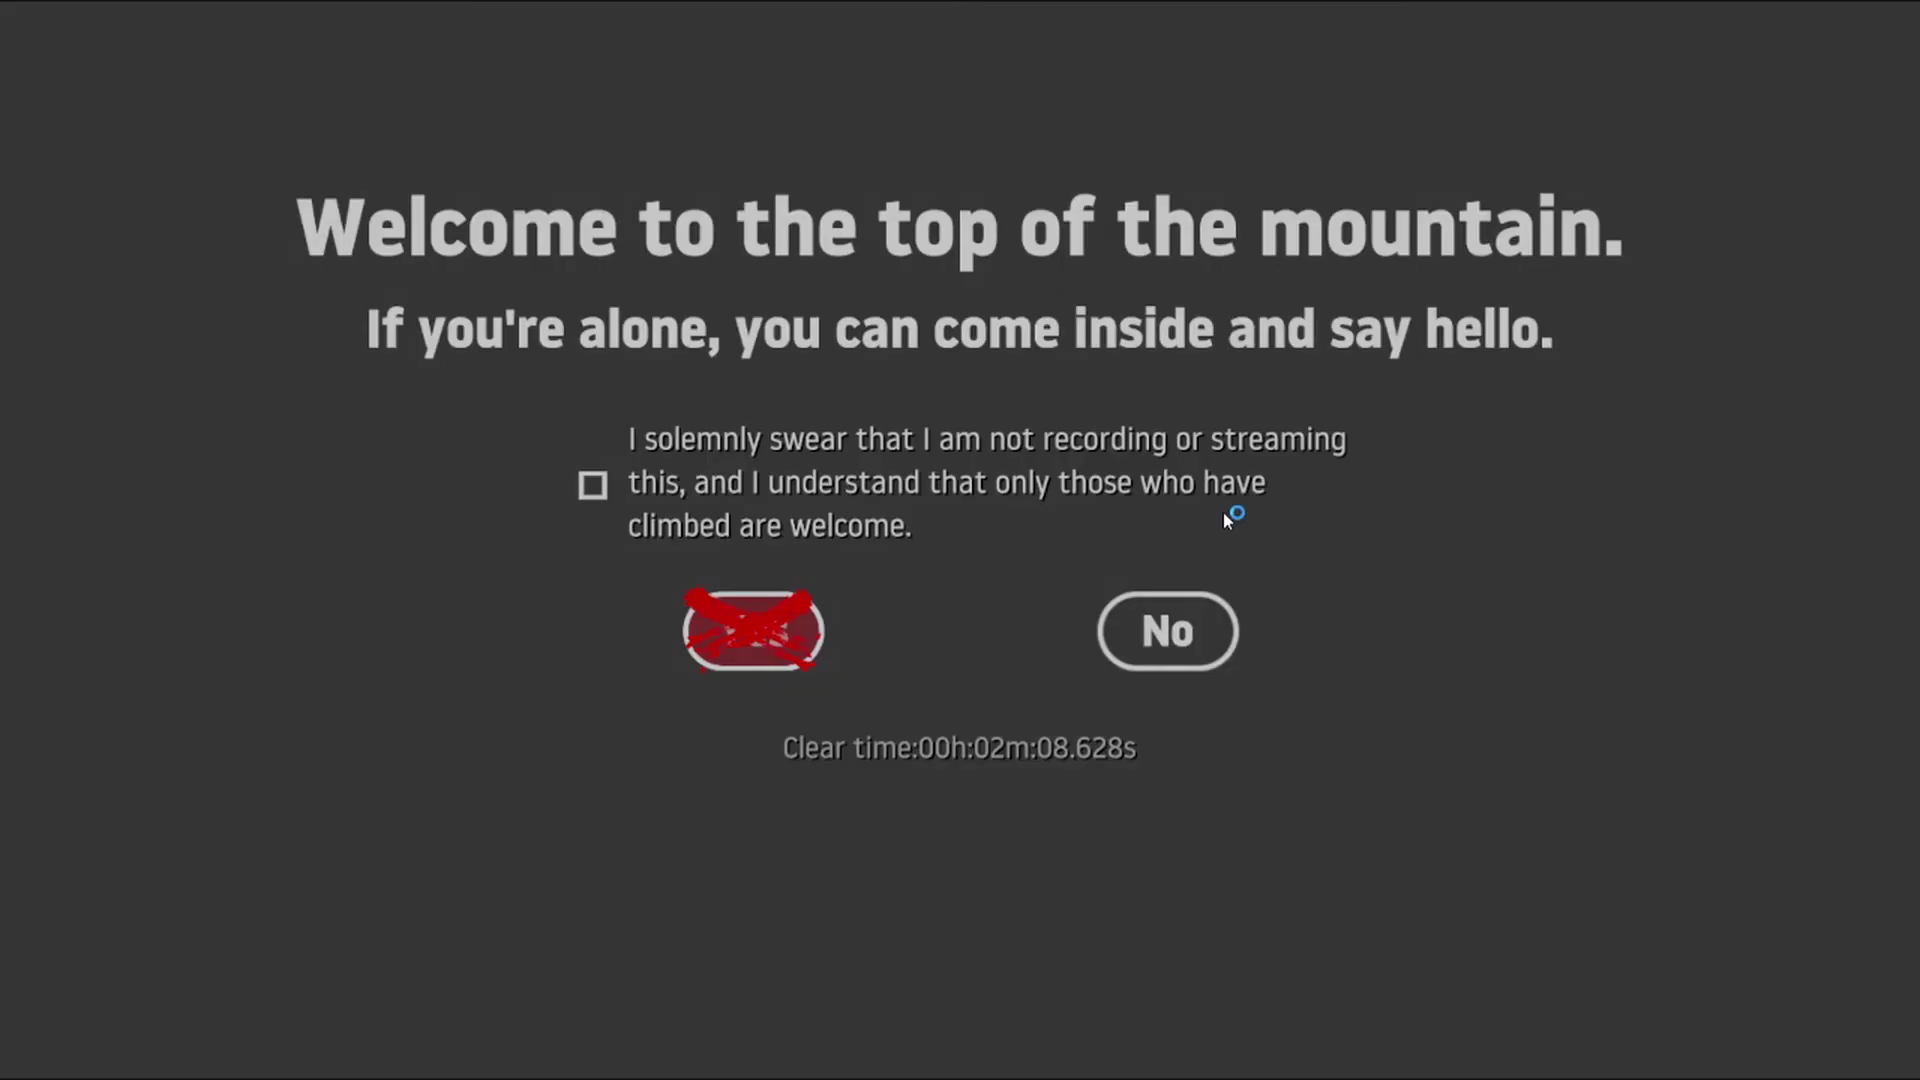 Welcome to the top of the mountain.
If you're alone, you can come inside and say hello.
I solemnly swear that I am not recording or streaming
this, and I understand that only those who have
climbed are welcome.
No
Clear time:00h:02m:08.628s